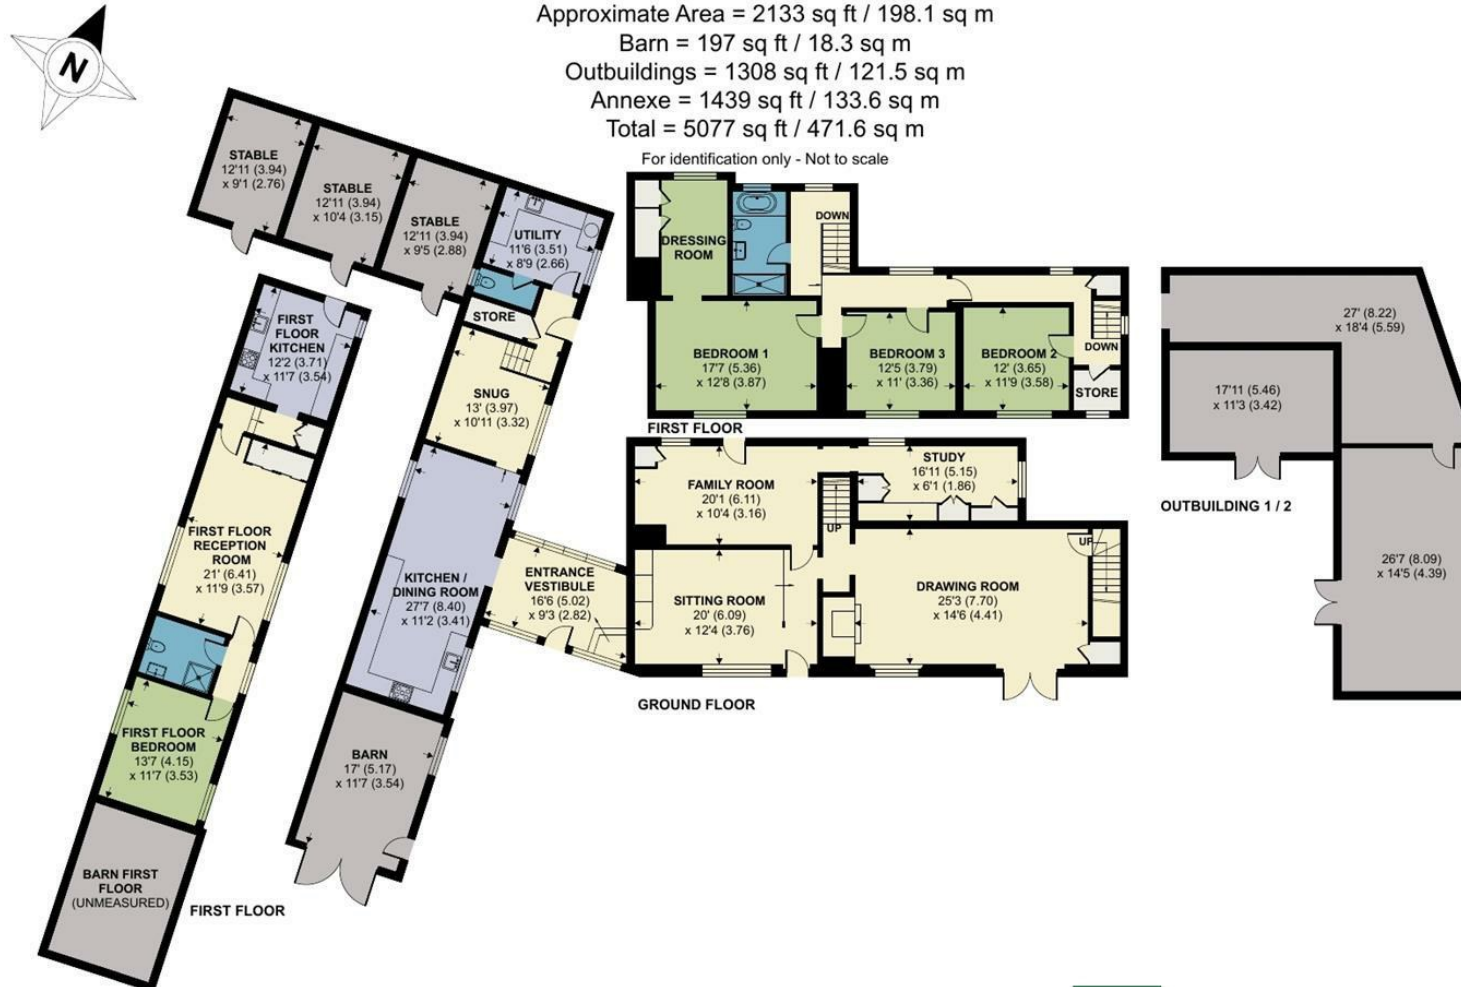 Approximate Area = 2133 sq ft / 198.1 sq m
Barn = 197 sq ft / 18.3 sq m
Outbuildings = 1308 sq ft / 121.5 sq m
Annexe = 1439 sq ft / 133.6 sq m
Total = 5077 sq ft / 471.6 sq m
For identification only - Not to scale
N
STABLE
12'11 (3.94)
x 9'1 (2.76)
STABLE
12'11 (3.94)
x 10'4 (3.15)
STABLE
12'11 (3.94)
x 9'5 (2.88)
UTILITY
11'6 (3.51)
x 8'9 (2.66)
STORE
SNUG
13' (3.97)
x 10'11 (3.32)
KITCHEN /
DINING ROOM
27'7 (8.40)
x 11'2 (3.41)
ENTRANCE
VESTIBULE
16'6 (5.02)
x 9'3 (2.82)
BARN
17' (5.17)
x 11'7 (3.54)
FIRST
FLOOR
KITCHEN
12'2 (3.71)
x 11'7 (3.54)
FIRST FLOOR
RECEPTION
ROOM
21' (6.41)
x 11'9 (3.57)
FIRST FLOOR
BEDROOM
13'7 (4.15)
x 11'7 (3.53)
BARN FIRST
FLOOR
(UNMEASURED)
FIRST FLOOR
DRESSING
ROOM
DOWN
BEDROOM 1
17'7 (5.36)
x 12'8 (3.87)
BEDROOM 3
12'5 (3.79)
x 11' (3.36)
BEDROOM 2
12' (3.65)
x 11'9 (3.58)
DOWN
STORE
FIRST FLOOR
FAMILY ROOM
20'1 (6.11)
x 10'4 (3.16)
STUDY
16'11 (5.15)
x 6'1 (1.86)
UP
SITTING ROOM
20' (6.09)
x 12'4 (3.76)
DRAWING ROOM
25'3 (7.70)
x 14'6 (4.41)
UP
GROUND FLOOR
27' (8.22)
x 18'4 (5.59)
17'11 (5.46)
x 11'3 (3.42)
OUTBUILDING 1 / 2
26'7 (8.09)
x 14'5 (4.39)